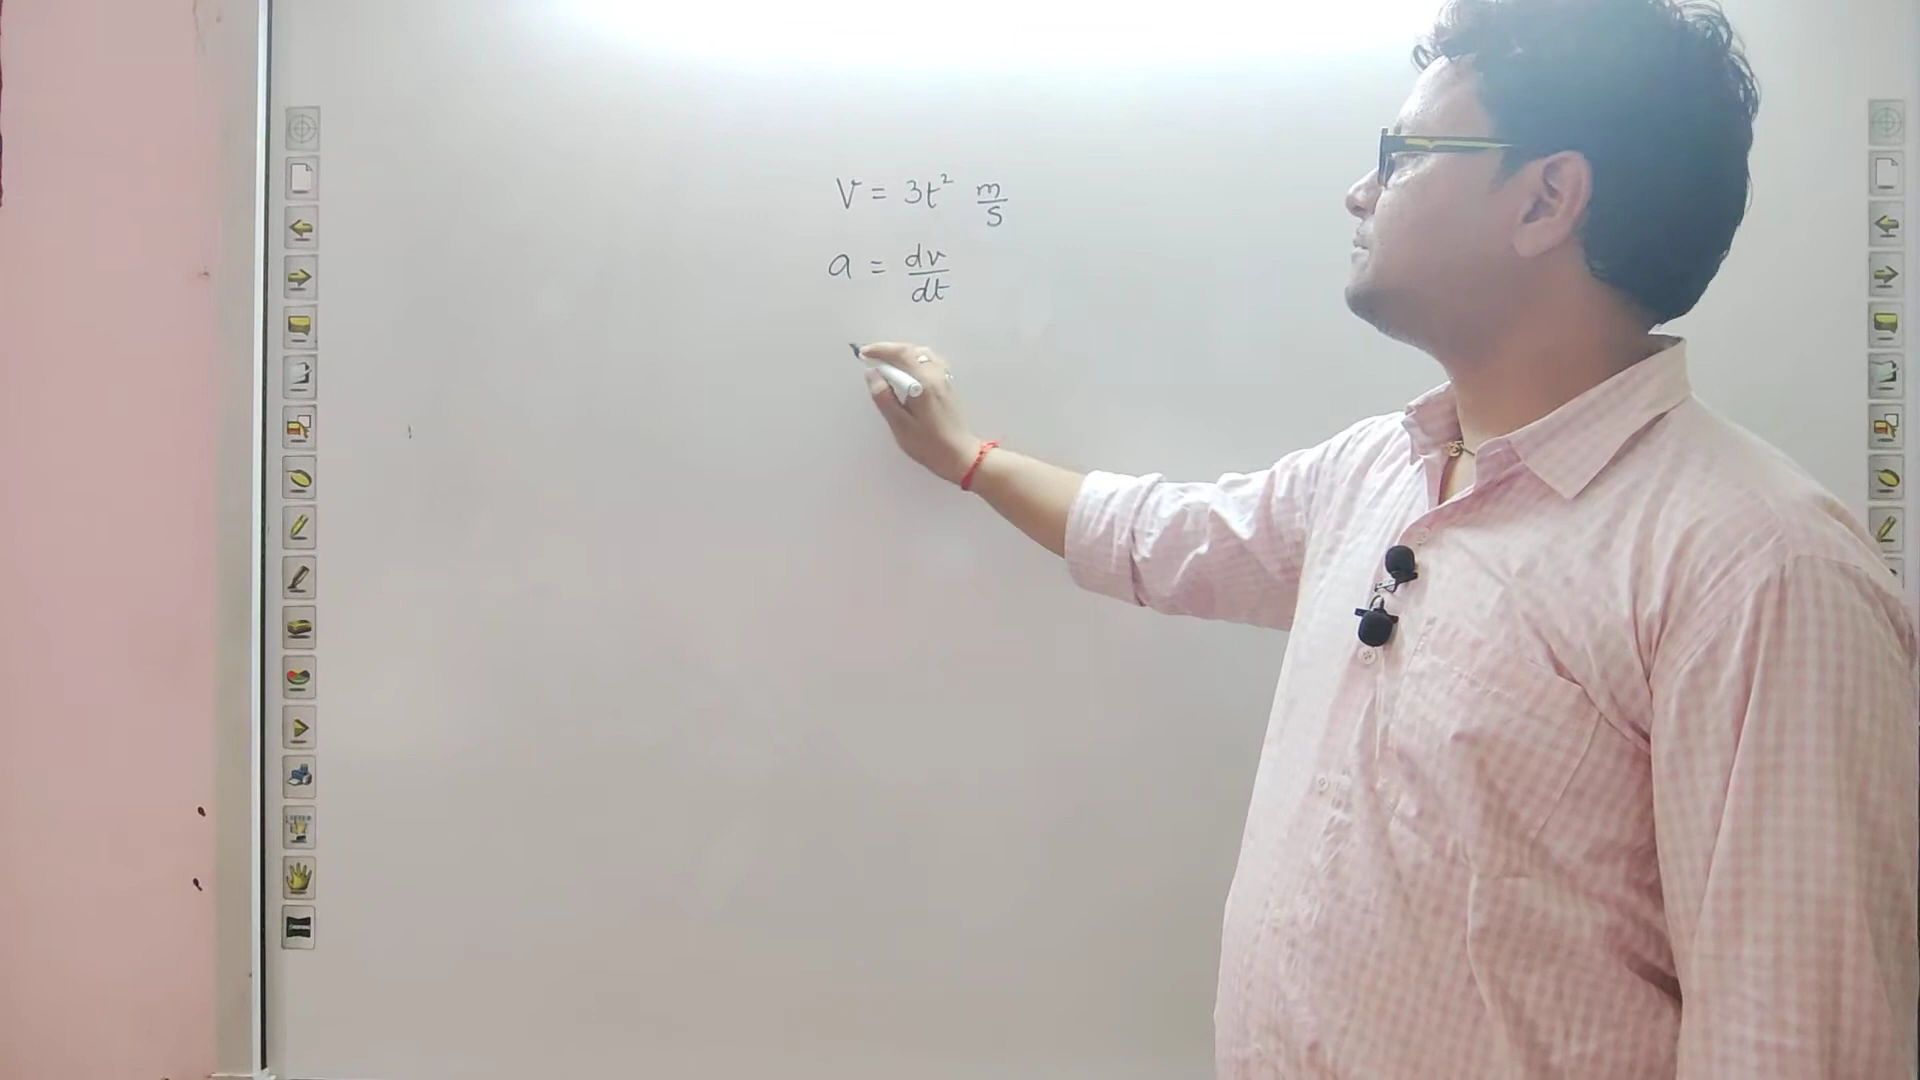 V = 3t² m/s
a = dv/dt